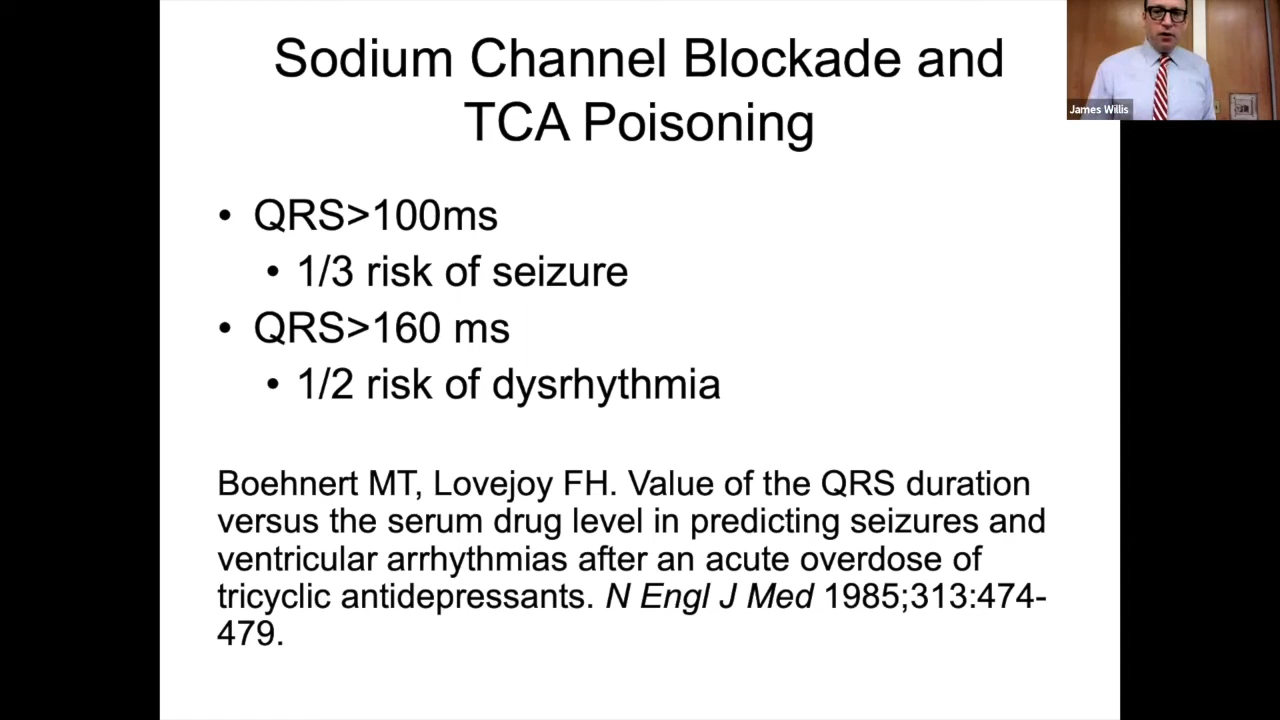 Sodium Channel Blockade and
TCA Poisoning
James Willis
• QRS>100ms
• 1/3 risk of seizure
• QRS>160 ms
• 1/2 risk of dysrhythmia
Boehnert MT, Lovejoy FH. Value of the QRS duration
versus the serum drug level in predicting seizures and
ventricular arrhythmias after an acute overdose of
tricyclic antidepressants. N Engl J Med 1985;313:474-
479.